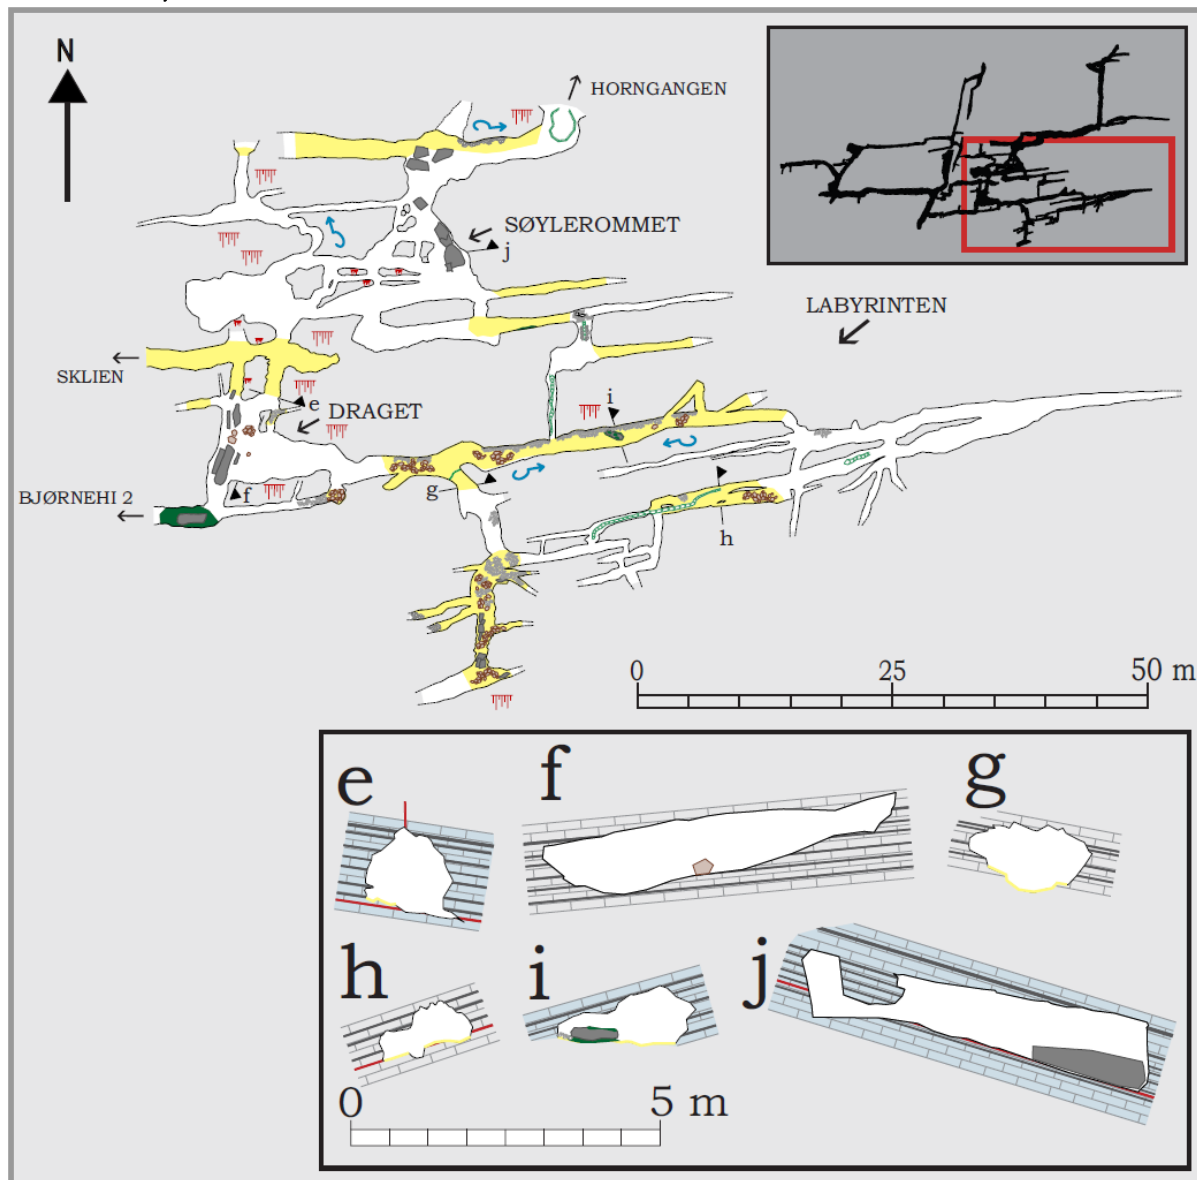 N
HORNGANGEN
SØYLEROMMET
j
LABYRINTEN
SKLIEN
e
DRAGET
i
g
f
BJØRNEHI 2
h
0
25
50 m
e
f
g
h
i
j
0
5 m